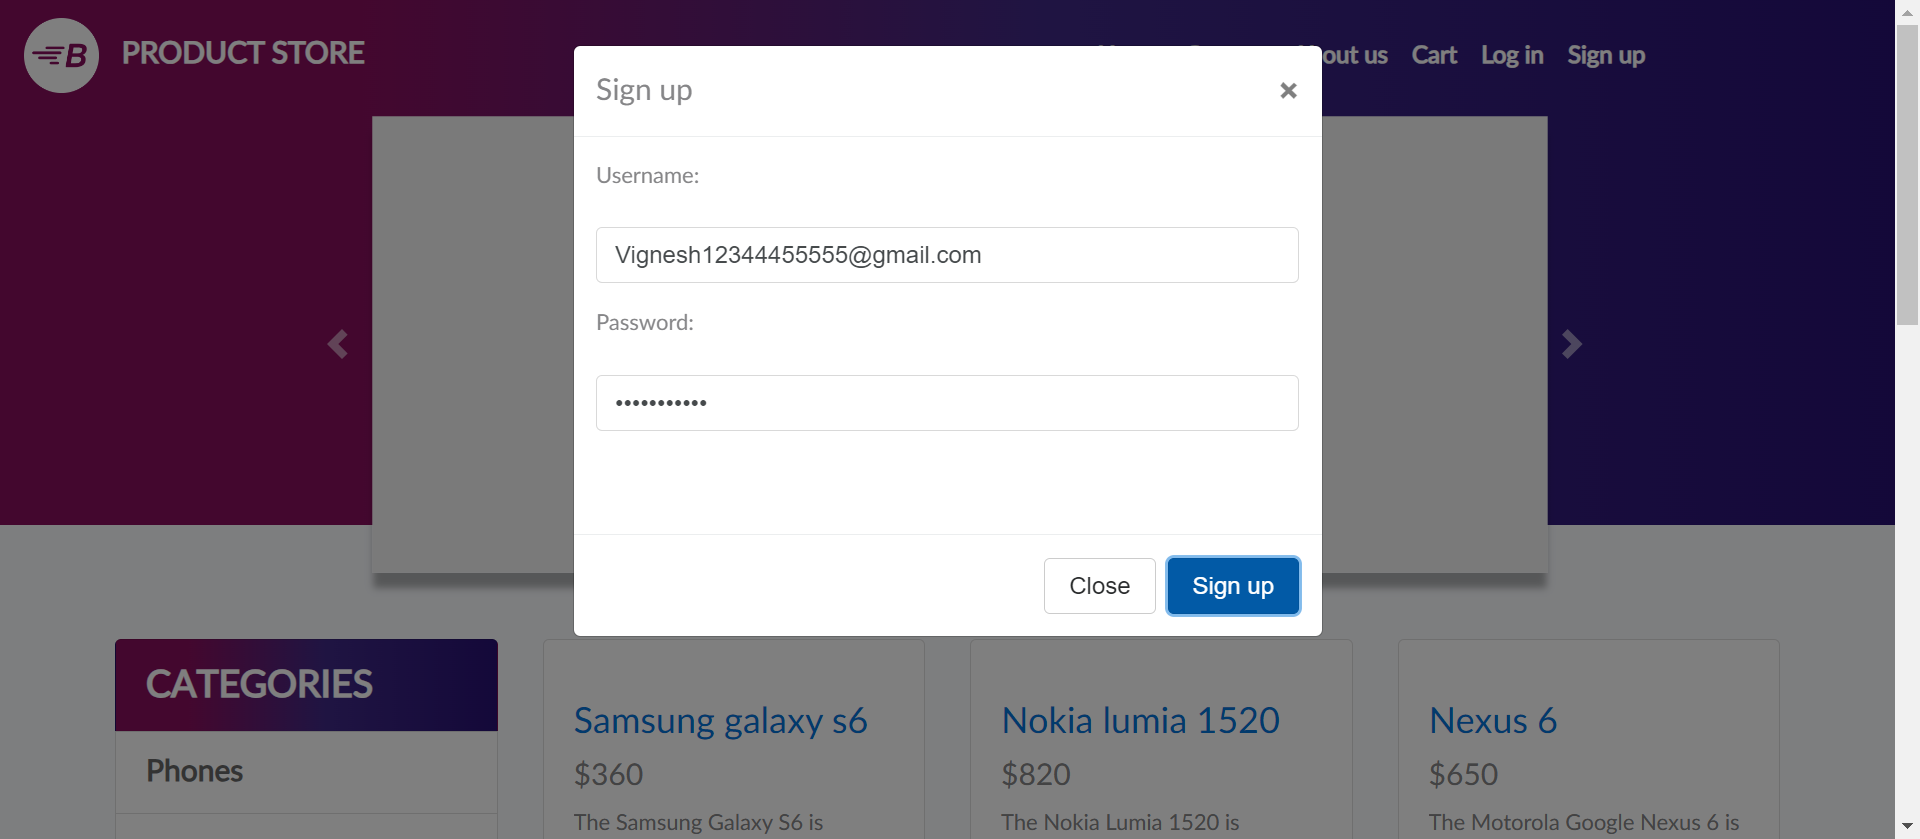 B PRODUCT STORE
out us Cart Log in Sign up
Sign up
×
Username:
Vignesh12344455555@gmail.com
Password:
•••••••••••
Close Sign up
CATEGORIES
Phones
Samsung galaxy s6
$360
The Samsung Galaxy S6 is
Nokia lumia 1520
$820
The Nokia Lumia 1520 is
Nexus 6
$650
The Motorola Google Nexus 6 is